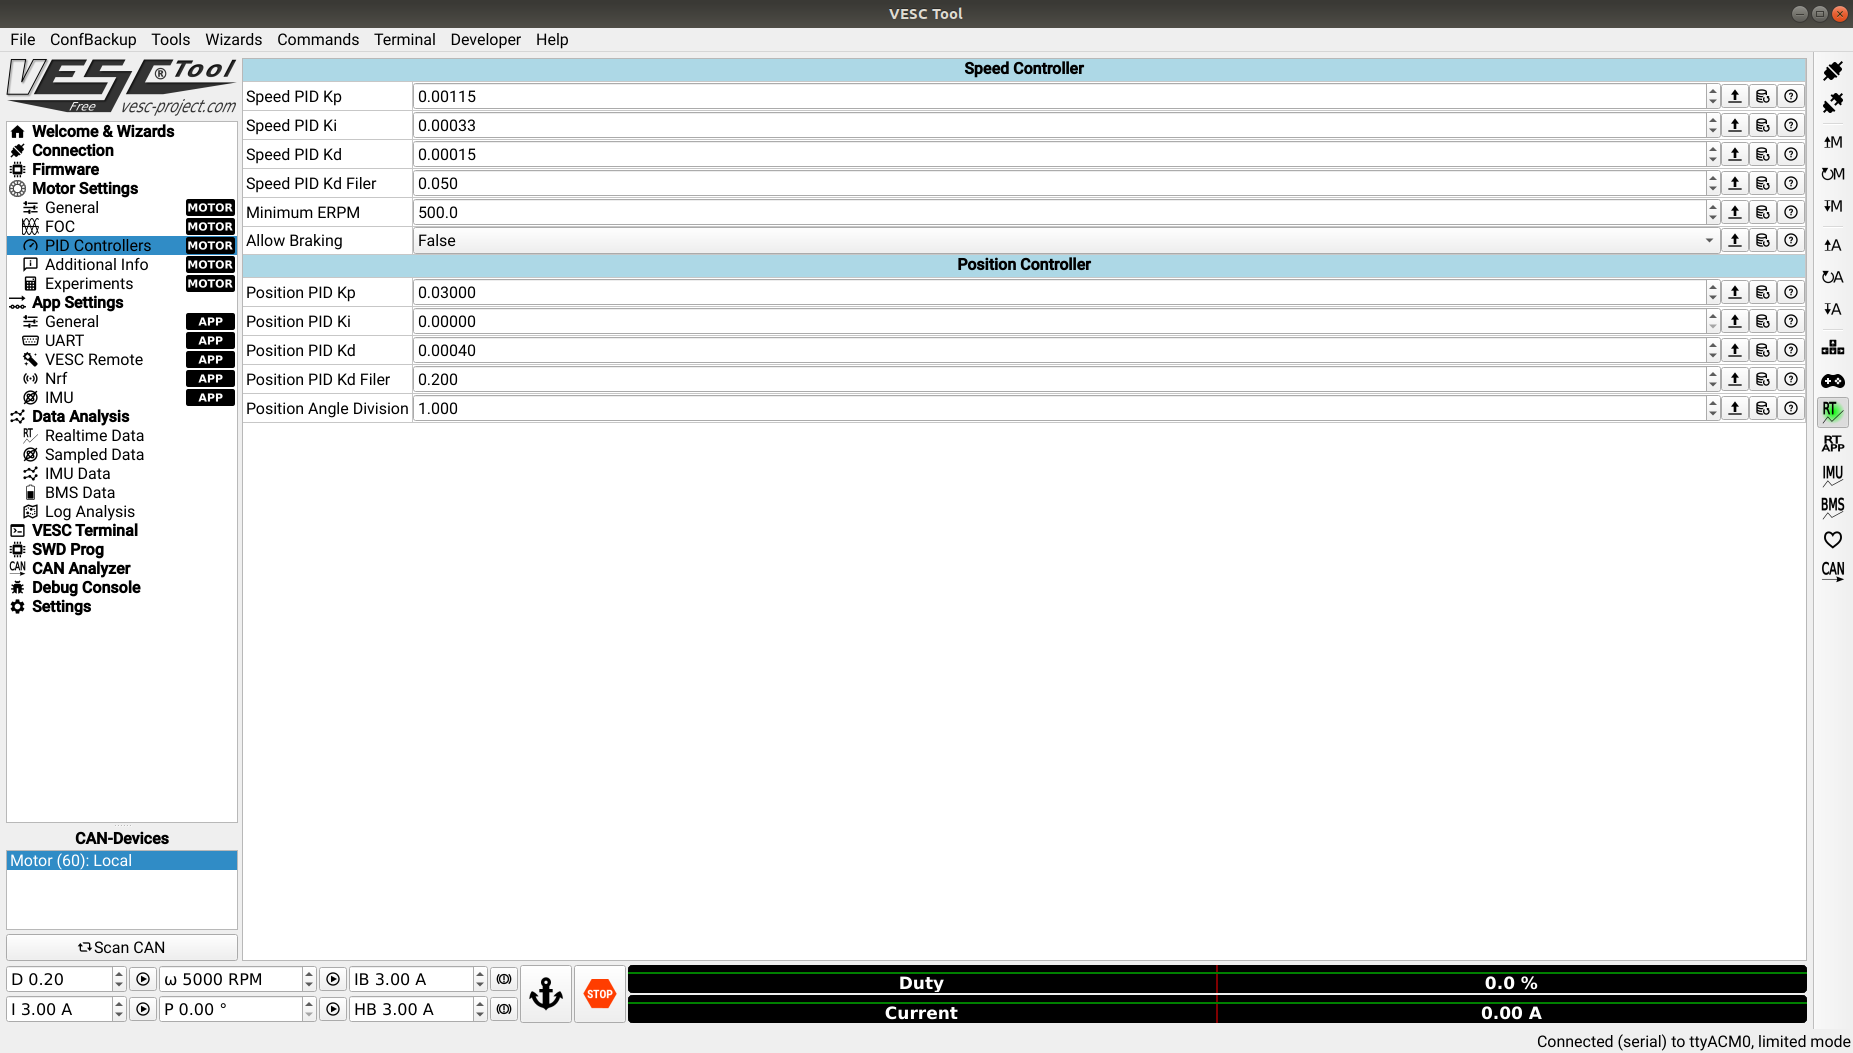 VESC Tool
File ConfBackup Tools Wizards Commands Terminal Developer Help
VESC® Tool
Free vesc-project.com
Welcome & Wizards
Connection
Firmware
Motor Settings
General MOTOR
FOC MOTOR
PID Controllers MOTOR
Additional Info MOTOR
Experiments MOTOR
App Settings
General APP
UART APP
VESC Remote APP
Nrf APP
IMU APP
Data Analysis
RT Realtime Data
Sampled Data
IMU Data
BMS Data
Log Analysis
VESC Terminal
SWD Prog
CAN CAN Analyzer
Debug Console
Settings
CAN-Devices
Motor (60): Local
Scan CAN
Speed Controller
Speed PID Kp 0.00115
Speed PID Ki 0.00033
Speed PID Kd 0.00015
Speed PID Kd Filer 0.050
Minimum ERPM 500.0
Allow Braking False
Position Controller
Position PID Kp 0.03000
Position PID Ki 0.00000
Position PID Kd 0.00040
Position PID Kd Filer 0.200
Position Angle Division 1.000
M
M
M
A
A
A
RT
RT APP
IMU
BMS
CAN
D 0.20 ω 5000 RPM IB 3.00 A
I 3.00 A P 0.00 ° HB 3.00 A
STOP
Duty 0.0 %
Current 0.00 A
Connected (serial) to ttyACM0, limited mode